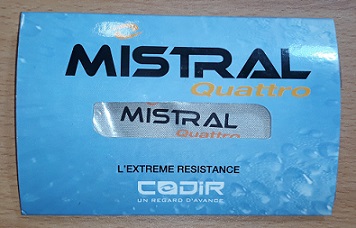 MISTRAL
Quattro
MISTRAL
Quattro
L'EXTREME RESISTANCE
CODIR
UN REGARD D'AVANCE